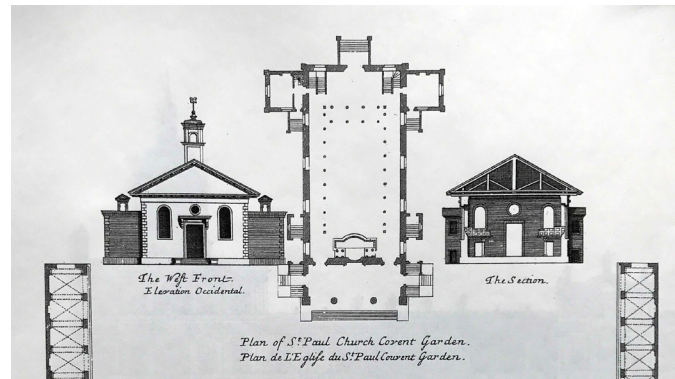 The West Front.
Elevation Occidental.
The Section.
Plan of St. Paul Church Covent Garden.
Plan de L'Eglise du St. Paul Couvent Garden.